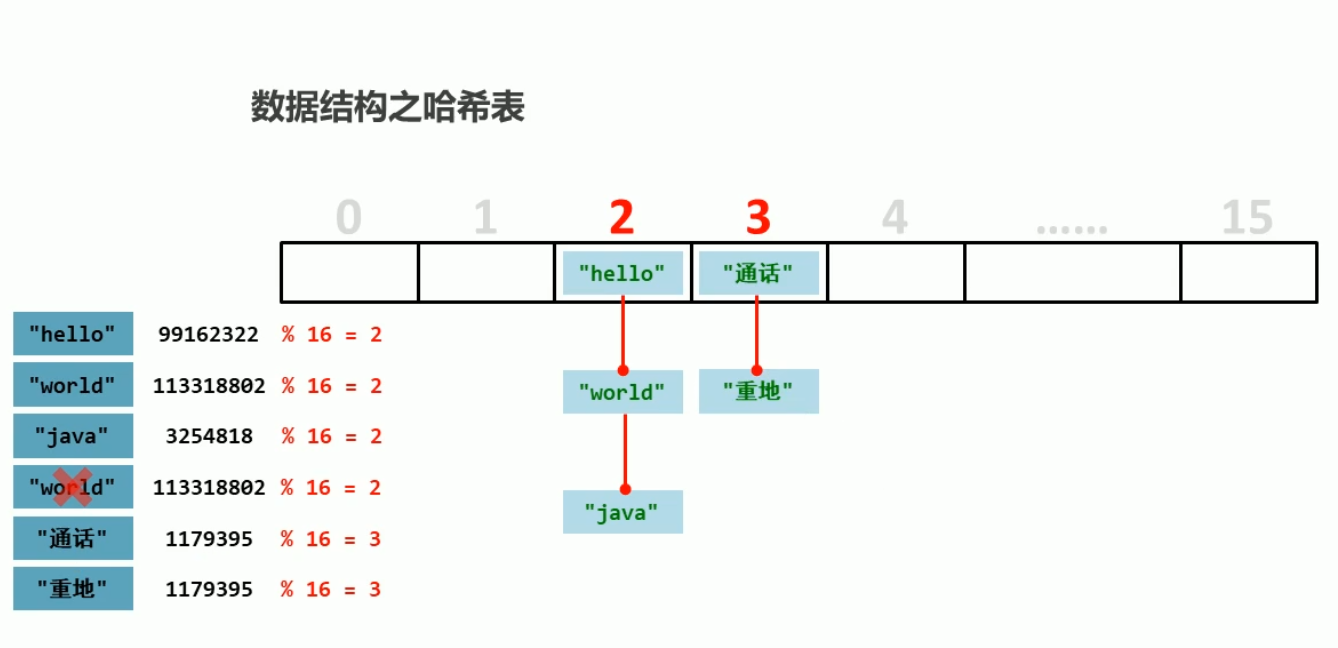 数据结构之哈希表
0 1 2 3 4 ...... 15
"hello" "通话"
"hello" 99162322 % 16 = 2
"world" 113318802 % 16 = 2 "world" "重地"
"java" 3254818 % 16 = 2
"world" 113318802 % 16 = 2 "java"
"通话" 1179395 % 16 = 3
"重地" 1179395 % 16 = 3